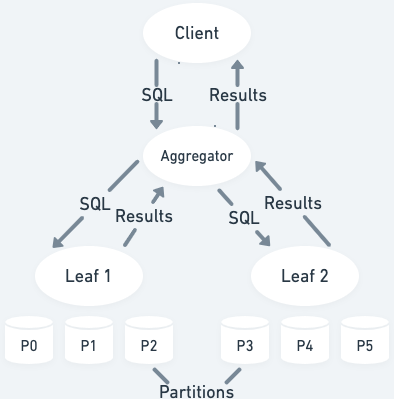 Client
SQL
Results
Aggregator
SQL
Results
SQL
Results
Leaf 1
Leaf 2
P0
P1
P2
P3
P4
P5
Partitions